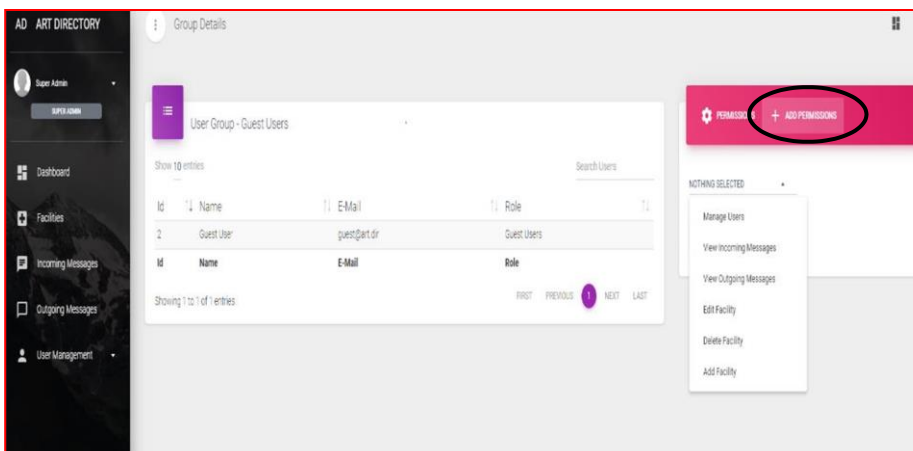 AD ART DIRECTORY
Group Details
Super Admin
SUPER ADMIN
Dashboard
Facilities
Incoming Messages
Outgoing Messages
User Management
User Group - Guest Users
Show 10 entries
Search Users
Id Name E-Mail Role
2 Guest User guest@art.dir Guest Users
Id Name E-Mail Role
Showing 1 to 1 of 1 entries
FIRST PREVIOUS 1 NEXT LAST
PERMISSIONS + ADD PERMISSIONS
NOTHING SELECTED
Manage Users
View Incoming Messages
View Outgoing Messages
Edit Facility
Delete Facility
Add Facility